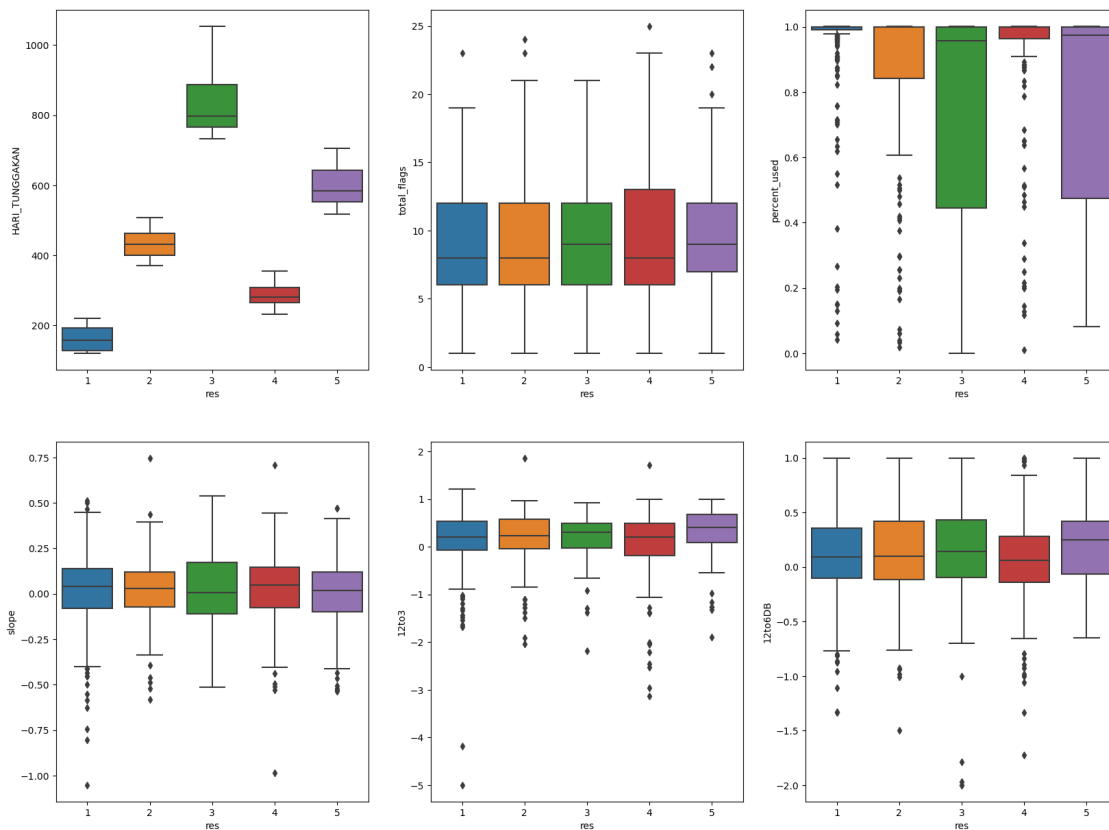 1000
800
600
400
200
HARI_TUNGGAKAN
1 2 3 4 5
res
25
20
15
10
5
0
total_flags
1 2 3 4 5
res
1.0
0.8
0.6
0.4
0.2
0.0
percent_used
1 2 3 4 5
res
0.75
0.50
0.25
0.00
−0.25
−0.50
−0.75
−1.00
slope
1 2 3 4 5
res
2
1
0
−1
−2
−3
−4
−5
12to3
1 2 3 4 5
res
1.0
0.5
0.0
−0.5
−1.0
−1.5
−2.0
12to6DB
1 2 3 4 5
res